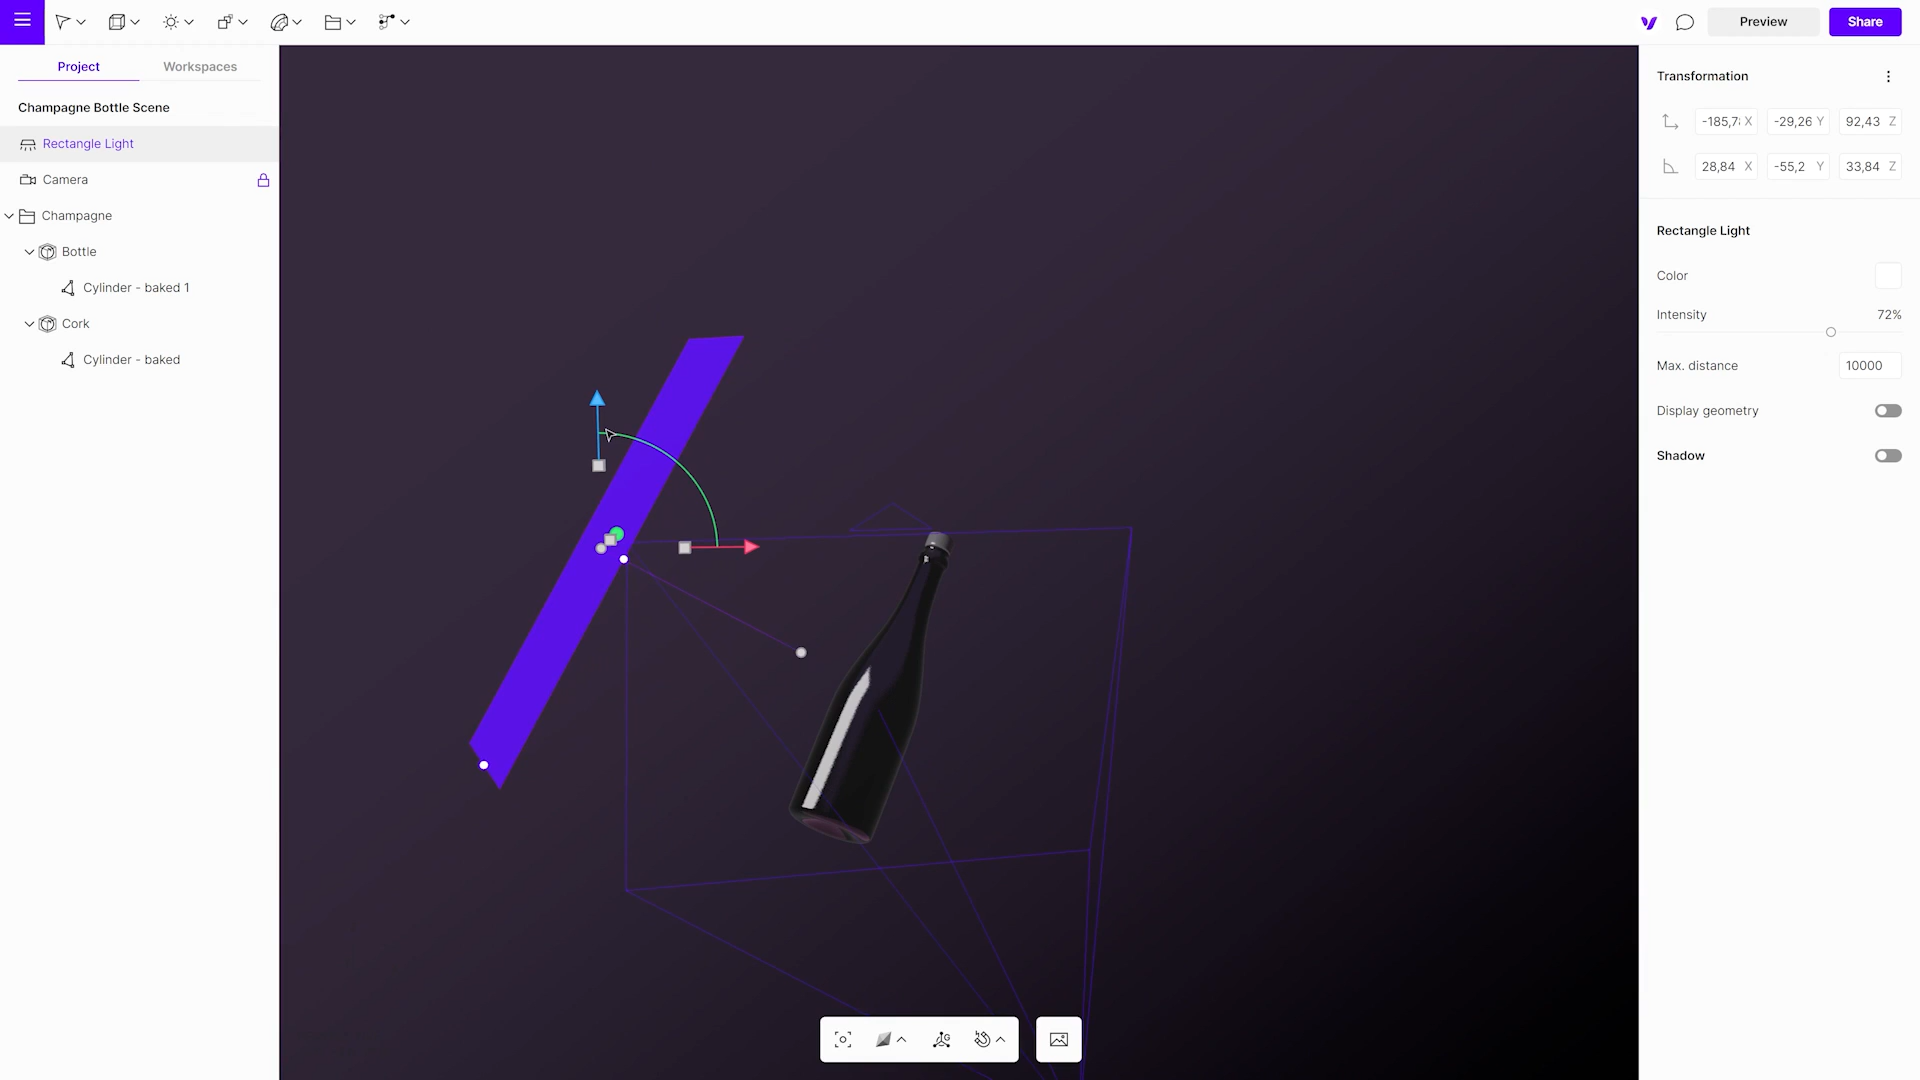 Preview
Share
Project
Workspaces
Champagne Bottle Scene
Rectangle Light
Camera
Champagne
Bottle
Cylinder - baked 1
Cork
Cylinder - baked
Transformation
-185,7 X
-29,26 Y
92,43 Z
28,84 X
-55,2 Y
33,84 Z
Rectangle Light
Color
Intensity 72%
Max. distance 10000
Display geometry
Shadow